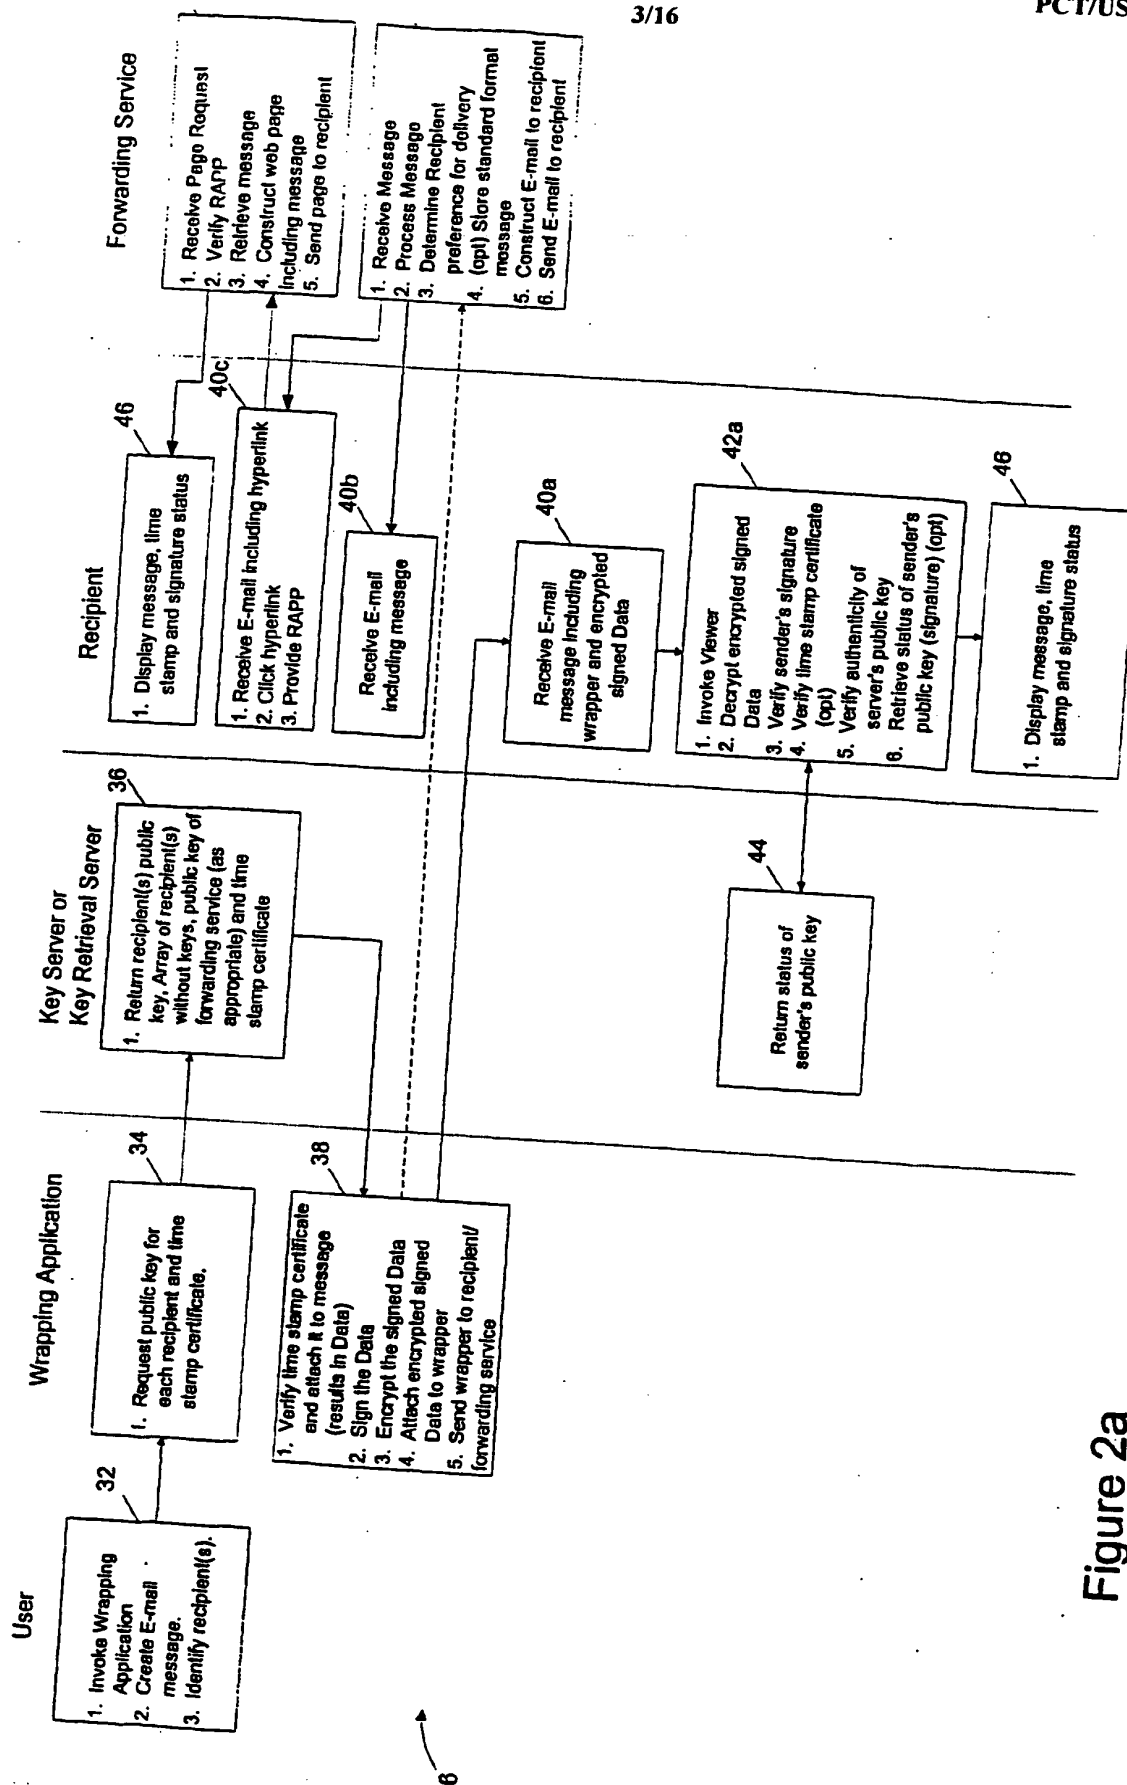 3/16
PCT/US
User
32
1. Invoke Wrapping
Application
2. Create E-mail
message.
3. Identify recipient(s).
Wrapping Application
34
1. Request public key for
each recipient and time
stamp certificate.
38
1. Verify time stamp certificate
and attach it to message
(results in Data)
2. Sign the Data
3. Encrypt the signed Data
4. Attach encrypted signed
Data to wrapper
5. Send wrapper to recipient/
forwarding service
Key Server or
Key Retrieval Server
36
1. Return recipient(s) public
key, Array of recipient(s)
without keys, public key of
forwarding service (as
appropriate) and time
stamp certificate
44
Return status of
sender's public key
Recipient
46
1. Display message, time
stamp and signature status
40c
1. Receive E-mail including hyperlink
2. Click hyperlink
3. Provide RAPP
40b
Receive E-mail
including message
40a
Receive E-mail
message including
wrapper and encrypted
signed Data
42a
1. Invoke Viewer
2. Decrypt encrypted signed
Data
3. Verify sender's signature
4. Verify time stamp certificate
(opt)
5. Verify authenticity of
server's public key
6. Retrieve status of sender's
public key (signature) (opt)
46
1. Display message, time
stamp and signature status
Forwarding Service
1. Receive Page Request
2. Verify RAPP
3. Retrieve message
4. Construct web page
including message
5. Send page to recipient
1. Receive Message
2. Process Message
3. Determine Recipient
preference for delivery
4. (opt) Store standard format
message
5. Construct E-mail to recipient
6. Send E-mail to recipient
6
Figure 2a